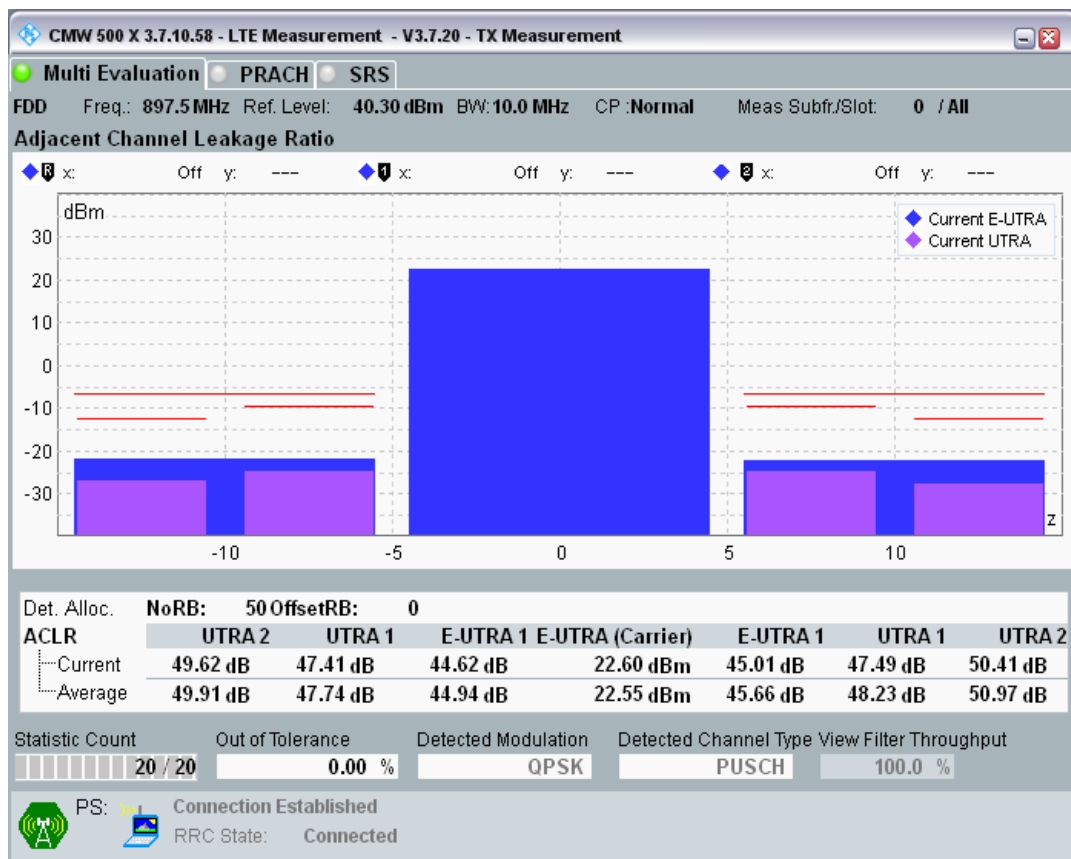 CMW 500 X 3.7.10.58 - LTE Measurement - V3.7.20 - TX Measurement
Multi Evaluation PRACH SRS
FDD Freq.: 897.5 MHz Ref. Level: 40.30 dBm BW: 10.0 MHz CP :Normal Meas Subfr./Slot: 0 / All
Adjacent Channel Leakage Ratio
R x: Off y: --- 1 x: Off y: --- 2 x: Off y: ---
dBm
Current E-UTRA
Current UTRA
30
20
10
0
-10
-20
-30
z
-10 -5 0 5 10
Det. Alloc. NoRB: 50 OffsetRB: 0
ACLR UTRA 2 UTRA 1 E-UTRA 1 E-UTRA (Carrier) E-UTRA 1 UTRA 1 UTRA 2
Current 49.62 dB 47.41 dB 44.62 dB 22.60 dBm 45.01 dB 47.49 dB 50.41 dB
Average 49.91 dB 47.74 dB 44.94 dB 22.55 dBm 45.66 dB 48.23 dB 50.97 dB
Statistic Count Out of Tolerance Detected Modulation Detected Channel Type View Filter Throughput
20 / 20 0.00 % QPSK PUSCH 100.0 %
PS: Connection Established
RRC State: Connected